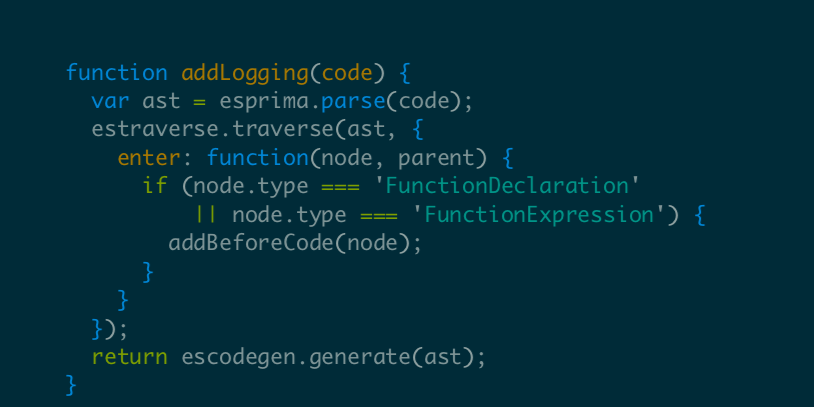 function addLogging(code) {
  var ast = esprima.parse(code);
  estraverse.traverse(ast, {
    enter: function(node, parent) {
      if (node.type === 'FunctionDeclaration'
          || node.type === 'FunctionExpression') {
        addBeforeCode(node);
      }
    }
  });
  return escodegen.generate(ast);
}